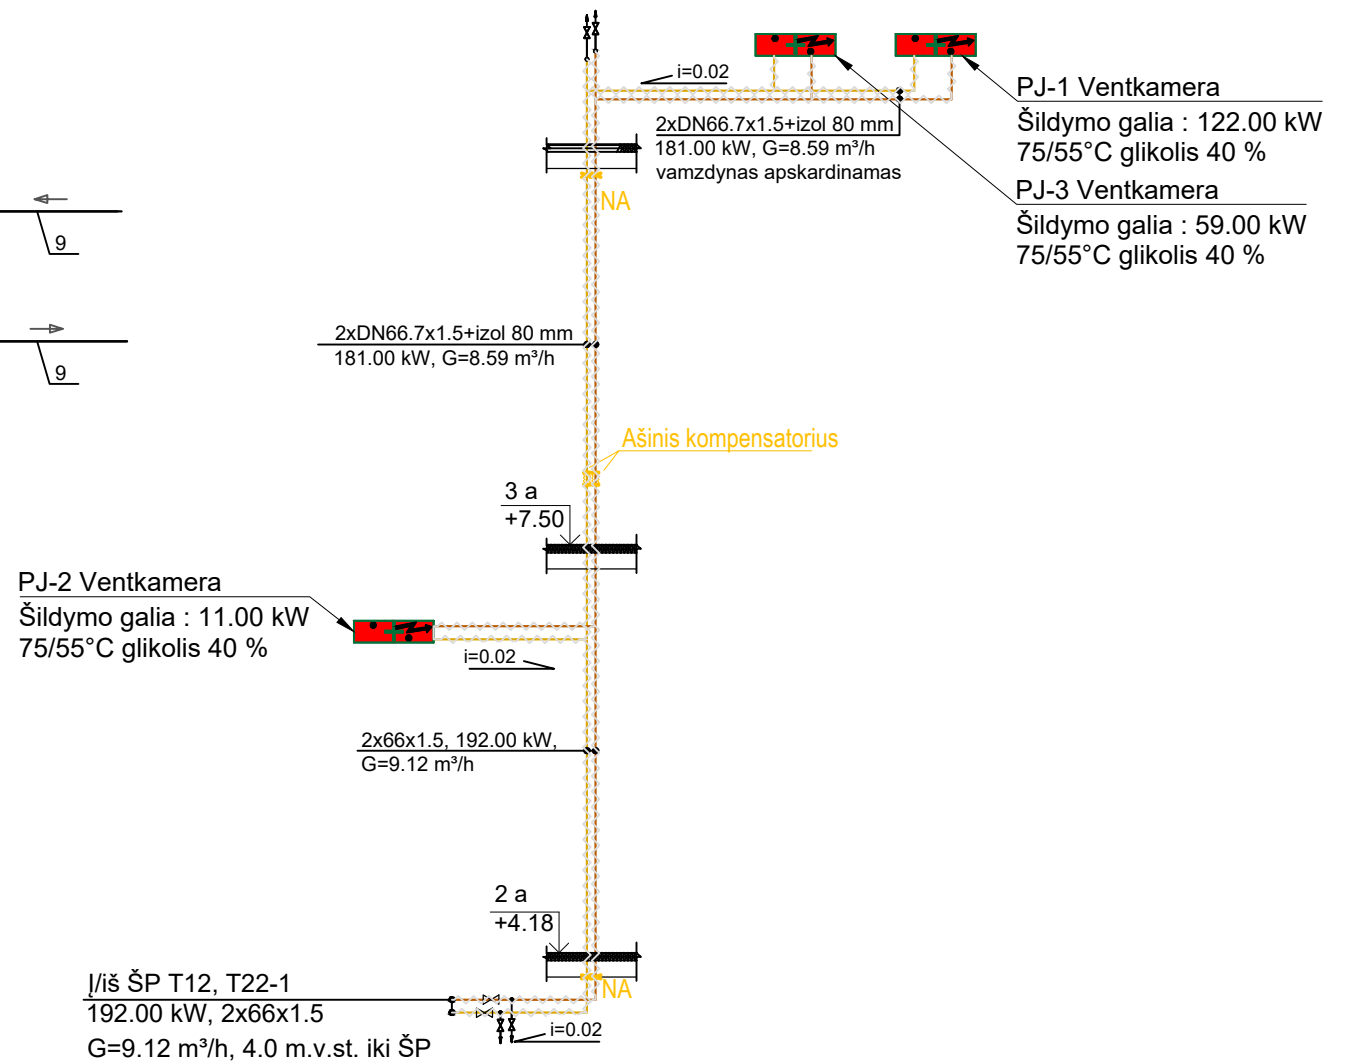 i=0.02
PJ-1 Ventkamera
Šildymo galia : 122.00 kW
75/55°C glikolis 40 %
2xDN66.7x1.5+izol 80 mm
181.00 kW, G=8.59 m³/h
vamzdynas apskardinamas
PJ-3 Ventkamera
Šildymo galia : 59.00 kW
75/55°C glikolis 40 %
NA
9
9
2xDN66.7x1.5+izol 80 mm
181.00 kW, G=8.59 m³/h
Ašinis kompensatorius
3 a
+7.50
PJ-2 Ventkamera
Šildymo galia : 11.00 kW
75/55°C glikolis 40 %
i=0.02
2x66x1.5, 192.00 kW,
G=9.12 m³/h
2 a
+4.18
NA
Į/iš ŠP T12, T22-1
192.00 kW, 2x66x1.5
G=9.12 m³/h, 4.0 m.v.st. iki ŠP
i=0.02